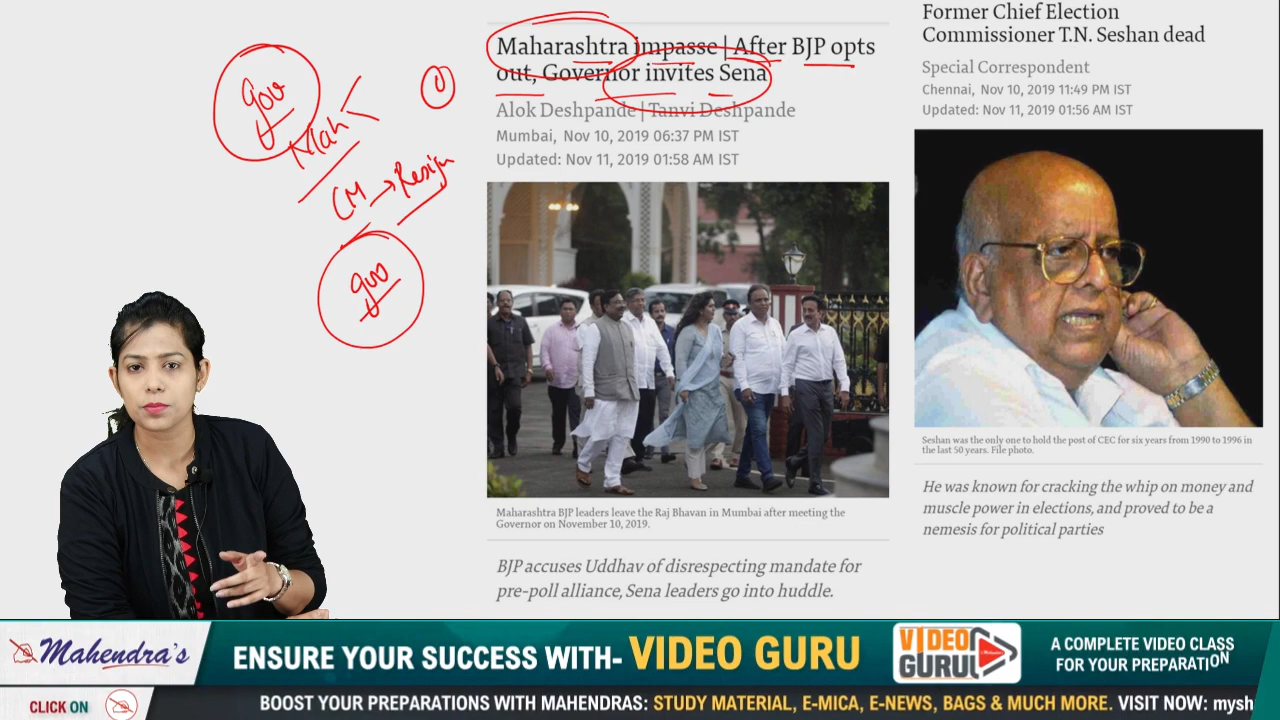 gov
Mah
CM → Resign
gov
Maharashtra impasse | After BJP opts
out, Governor invites Sena
Alok Deshpande | Tanvi Deshpande
Mumbai, Nov 10, 2019 06:37 PM IST
Updated: Nov 11, 2019 01:58 AM IST
Maharashtra BJP leaders leave the Raj Bhavan in Mumbai after meeting the
Governor on November 10, 2019.
BJP accuses Uddhav of disrespecting mandate for
pre-poll alliance, Sena leaders go into huddle.
Former Chief Election
Commissioner T.N. Seshan dead
Special Correspondent
Chennai, Nov 10, 2019 11:49 PM IST
Updated: Nov 11, 2019 01:56 AM IST
Seshan was the only one to hold the post of CEC for six years from 1990 to 1996 in
the last 50 years. File photo.
He was known for cracking the whip on money and
muscle power in elections, and proved to be a
nemesis for political parties
Mahendra's
ENSURE YOUR SUCCESS WITH- VIDEO GURU
VIDEO
GURU
A COMPLETE VIDEO CLASS
FOR YOUR PREPARATION
CLICK ON
BOOST YOUR PREPARATIONS WITH MAHENDRAS: STUDY MATERIAL, E-MICA, E-NEWS, BAGS & MUCH MORE. VISIT NOW: mysh